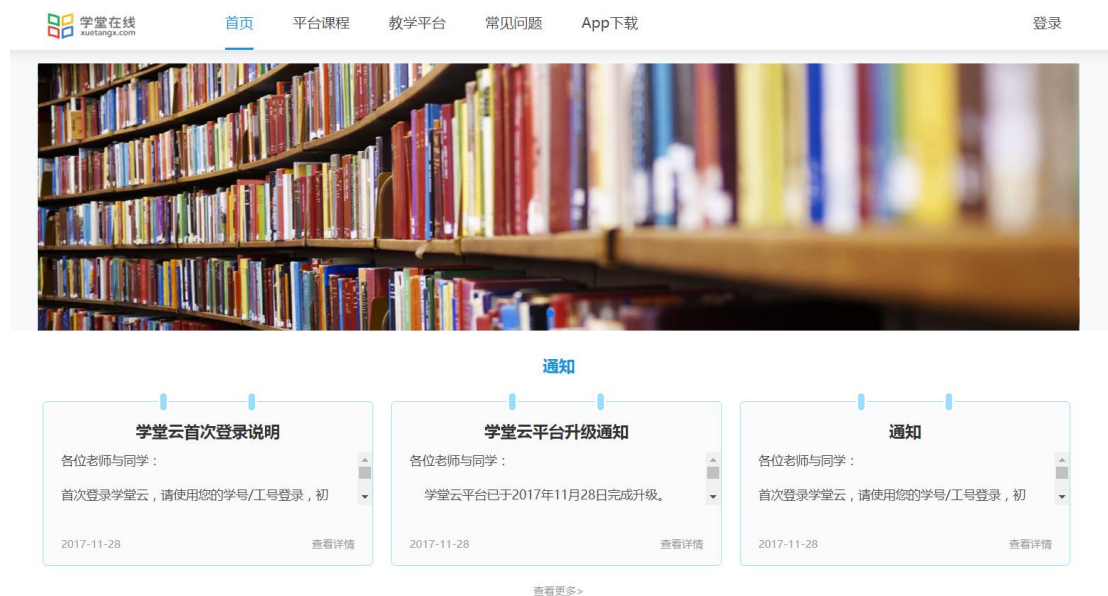 学堂在线
xuetangx.com
首页 平台课程 教学平台 常见问题 App下载 登录
通知
学堂云首次登录说明
各位老师与同学：
首次登录学堂云，请使用您的学号/工号登录，初
2017-11-28 查看详情
学堂云平台升级通知
各位老师与同学：
学堂云平台已于2017年11月28日完成升级。
2017-11-28 查看详情
通知
各位老师与同学：
首次登录学堂云，请使用您的学号/工号登录，初
2017-11-28 查看详情
查看更多>